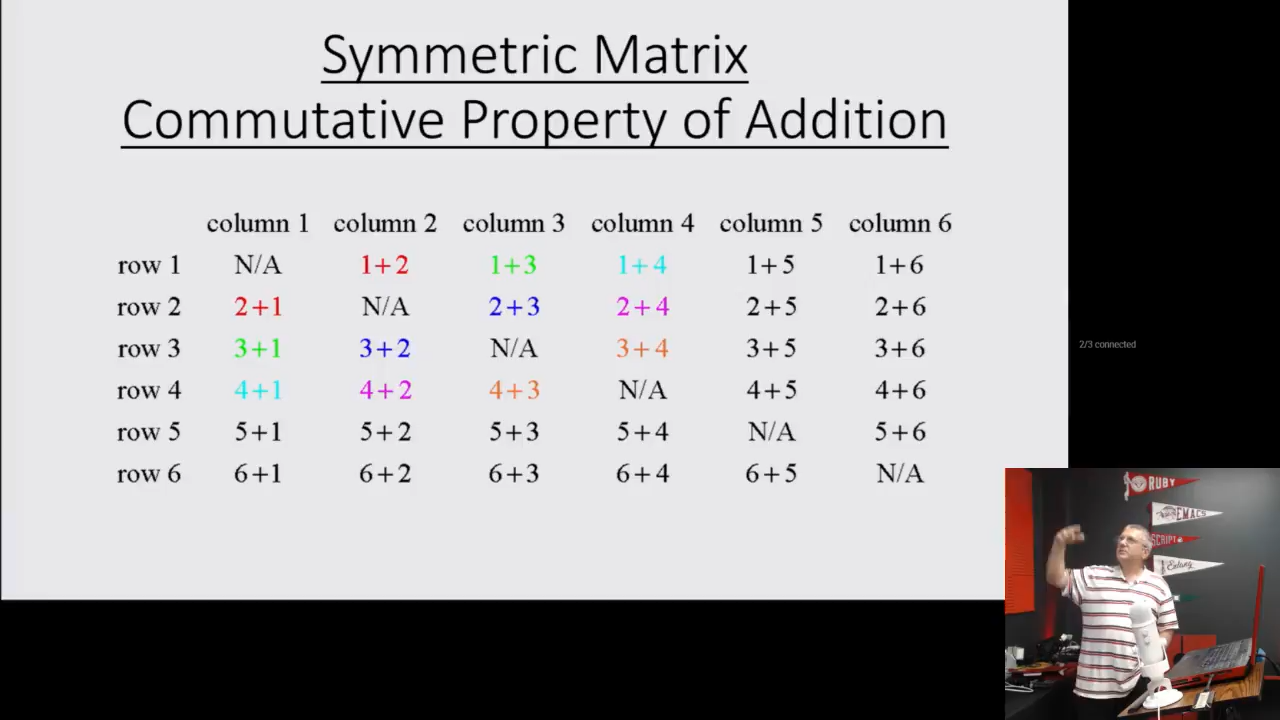 Symmetric Matrix
Commutative Property of Addition
column 1 column 2 column 3 column 4 column 5 column 6
row 1 N/A 1+2 1+3 1+4 1+5 1+6
row 2 2+1 N/A 2+3 2+4 2+5 2+6
row 3 3+1 3+2 N/A 3+4 3+5 3+6
2/3 connected
row 4 4+1 4+2 4+3 N/A 4+5 4+6
row 5 5+1 5+2 5+3 5+4 N/A 5+6
row 6 6+1 6+2 6+3 6+4 6+5 N/A
RUBY
EMACS
SCRIPT
Erlang